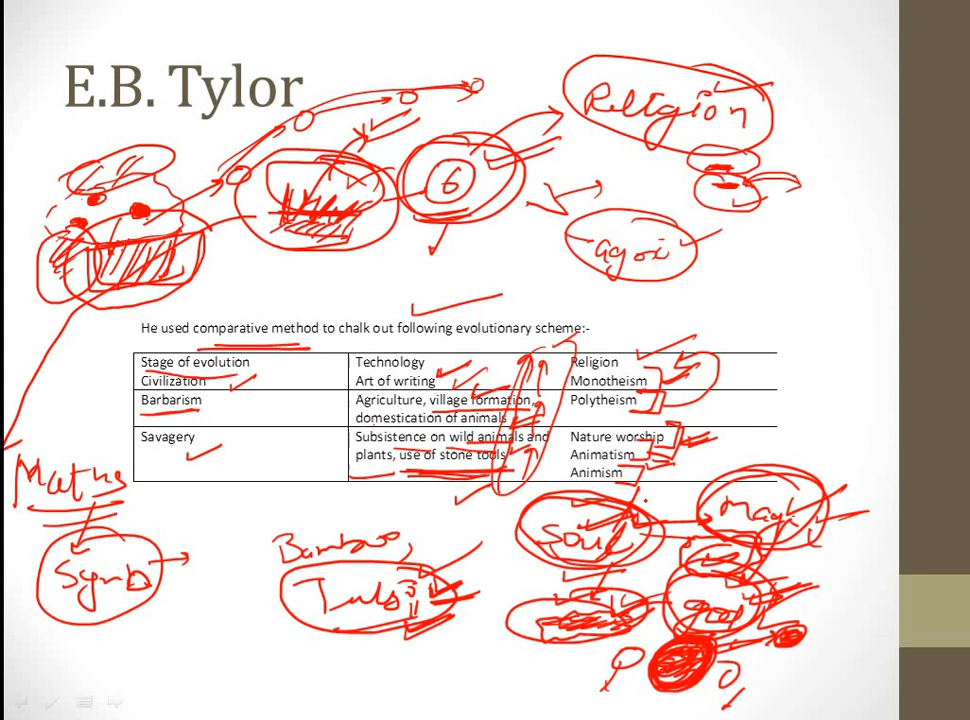 E.B. Tylor
Religion
6
He used comparative method to chalk out following evolutionary scheme:-
Stage of evolution Technology Religion
Civilization Art of writing Monotheism
Barbarism Agriculture, village formation, Polytheism
domestication of animals
Savagery Subsistence on wild animals and Nature worship
plants, use of stone tools Animatism
Animism
Maths
Soul
Bamboo,